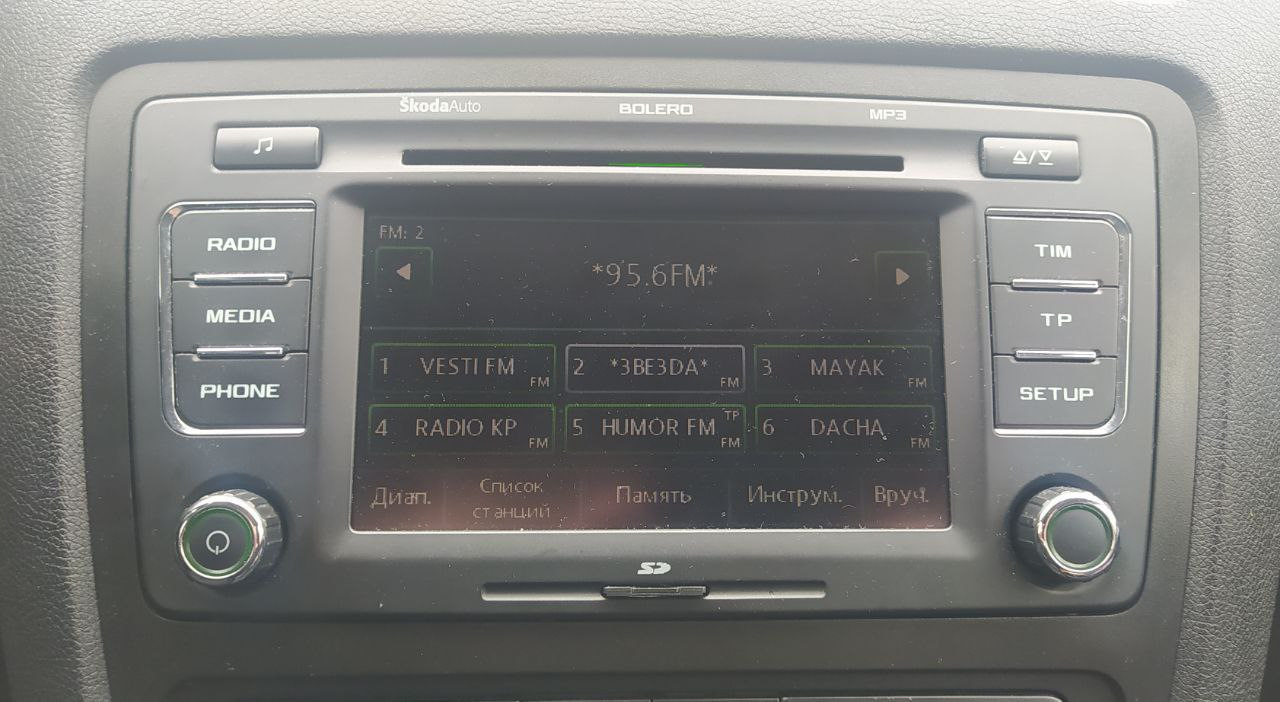 ŠkodaAuto BOLERO MP3
RADIO
MEDIA
PHONE
FM: 2
*95.6FM*
1 VESTI FM FM
2 *3BE3DA* FM
3 MAYAK FM
4 RADIO KP FM
5 HUMOR FM TP FM
6 DACHA FM
Диап.
Список
станций
Память
Инструм.
Вруч.
TIM
TP
SETUP
SD